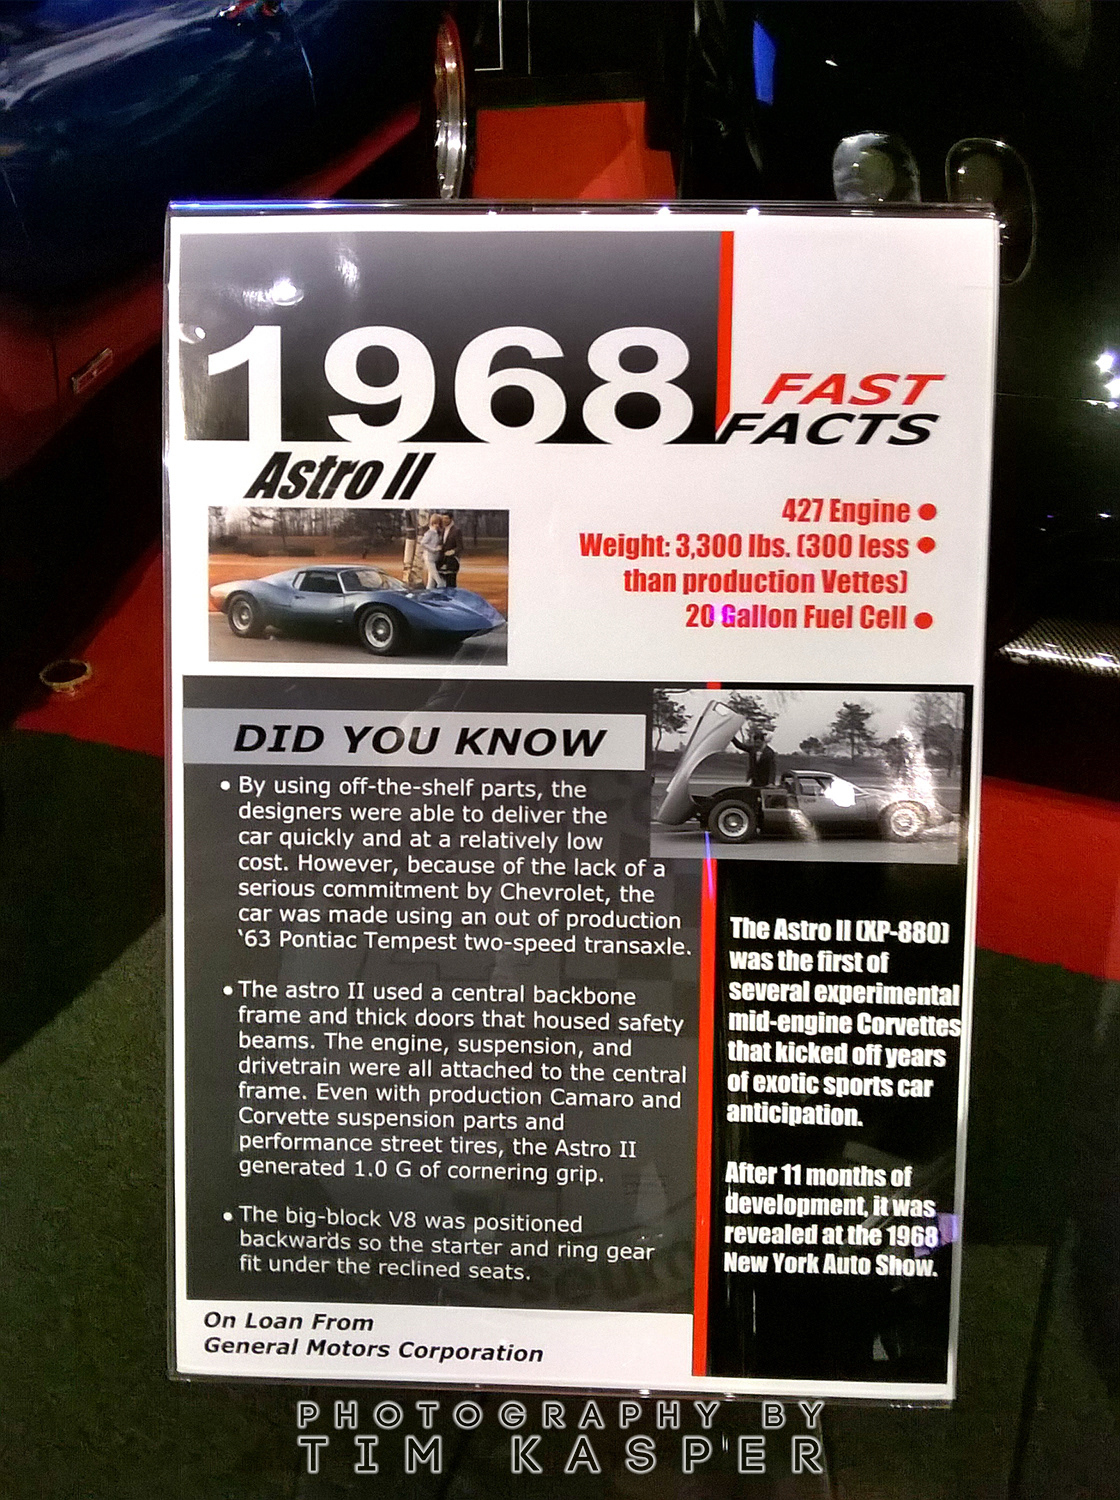 1968
FAST
FACTS
Astro II
427 Engine ●
Weight: 3,300 lbs. (300 less ●
than production Vettes)
20 Gallon Fuel Cell ●
DID YOU KNOW
• By using off-the-shelf parts, the
designers were able to deliver the
car quickly and at a relatively low
cost. However, because of the lack of a
serious commitment by Chevrolet, the
car was made using an out of production
‘63 Pontiac Tempest two-speed transaxle.
• The astro II used a central backbone
frame and thick doors that housed safety
beams. The engine, suspension, and
drivetrain were all attached to the central
frame. Even with production Camaro and
Corvette suspension parts and
performance street tires, the Astro II
generated 1.0 G of cornering grip.
• The big-block V8 was positioned
backwards so the starter and ring gear
fit under the reclined seats.
The Astro II (XP-880)
was the first of
several experimental
mid-engine Corvettes
that kicked off years
of exotic sports car
anticipation.
After 11 months of
development, it was
revealed at the 1968
New York Auto Show.
On Loan From
General Motors Corporation
PHOTOGRAPHY BY
TIM KASPER